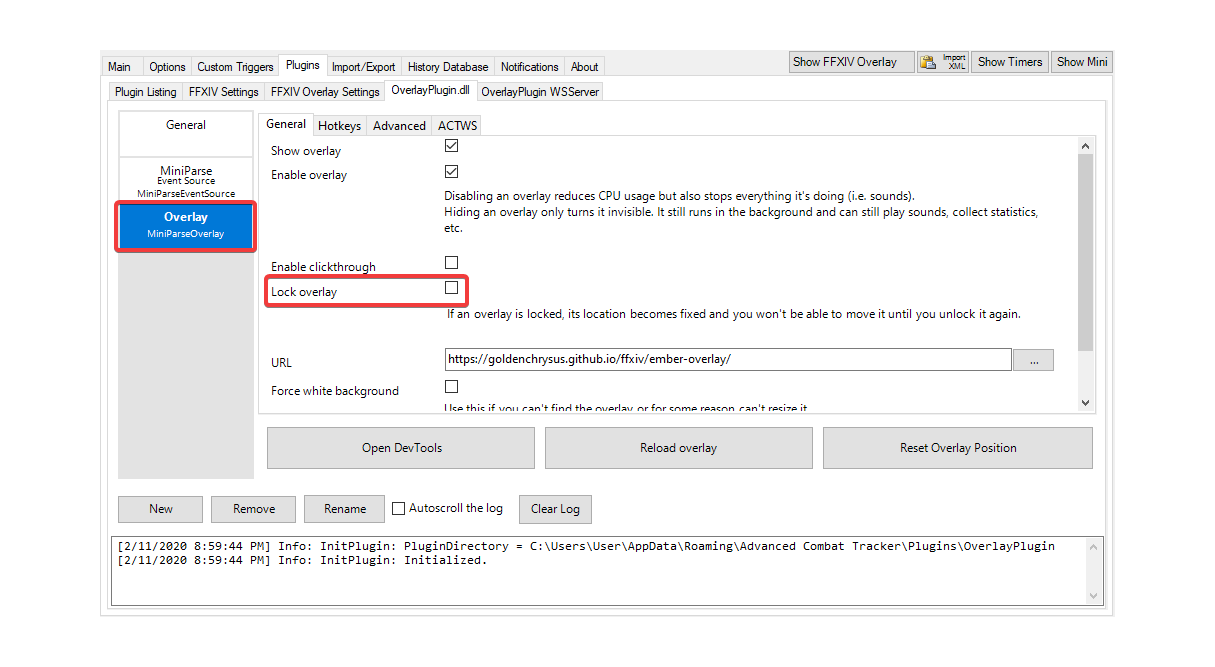 Main Options Custom Triggers Plugins Import/Export History Database Notifications About Show FFXIV Overlay Import XML Show Timers Show Mini
Plugin Listing FFXIV Settings FFXIV Overlay Settings OverlayPlugin.dll OverlayPlugin WSServer
General
MiniParse
Event Source
MiniParseEventSource
Overlay
MiniParseOverlay
General Hotkeys Advanced ACTWS
Show overlay
Enable overlay
Disabling an overlay reduces CPU usage but also stops everything it's doing (i.e. sounds).
Hiding an overlay only turns it invisible. It still runs in the background and can still play sounds, collect statistics,
etc.
Enable clickthrough
Lock overlay
If an overlay is locked, its location becomes fixed and you won't be able to move it until you unlock it again.
URL https://goldenchrysus.github.io/ffxiv/ember-overlay/ ...
Force white background
Use this if you can't find the overlay or for some reason can't resize it
Open DevTools Reload overlay Reset Overlay Position
New Remove Rename Autoscroll the log Clear Log
[2/11/2020 8:59:44 PM] Info: InitPlugin: PluginDirectory = C:\Users\User\AppData\Roaming\Advanced Combat Tracker\Plugins\OverlayPlugin
[2/11/2020 8:59:44 PM] Info: InitPlugin: Initialized.